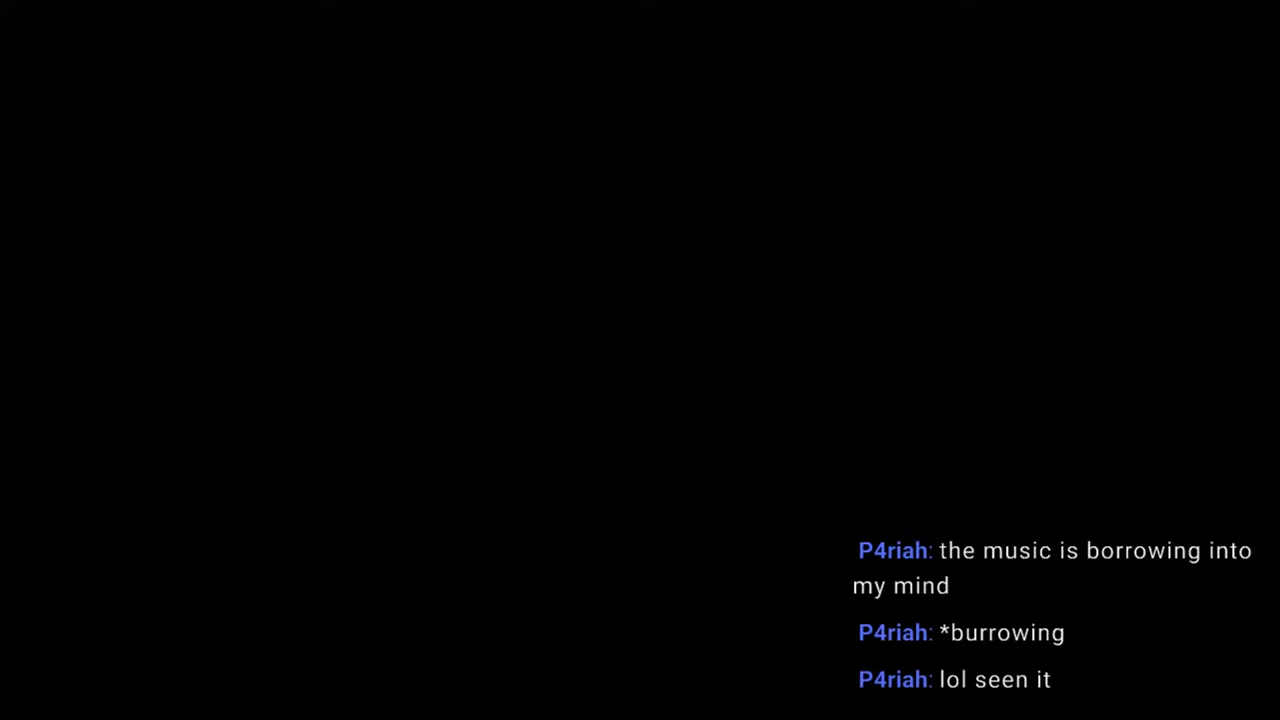 P4riah: the music is borrowing into
my mind
P4riah: *burrowing
P4riah: lol seen it